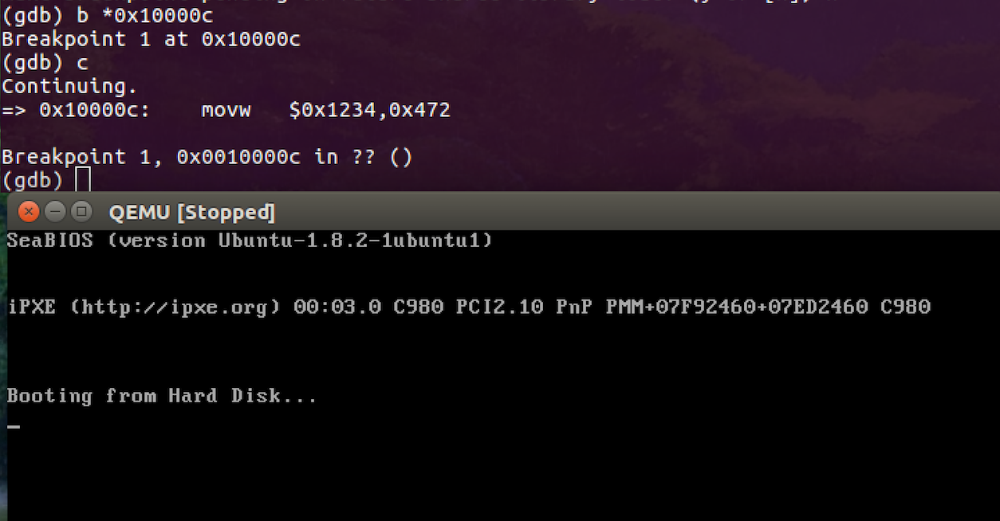 (gdb) b *0x10000c
Breakpoint 1 at 0x10000c
(gdb) c
Continuing.
=> 0x10000c:    movw   $0x1234,0x472
Breakpoint 1, 0x0010000c in ?? ()
(gdb)
QEMU [Stopped]
SeaBIOS (version Ubuntu-1.8.2-1ubuntu1)
iPXE (http://ipxe.org) 00:03.0 C980 PCI2.10 PnP PMM+07F92460+07ED2460 C980
Booting from Hard Disk...
_